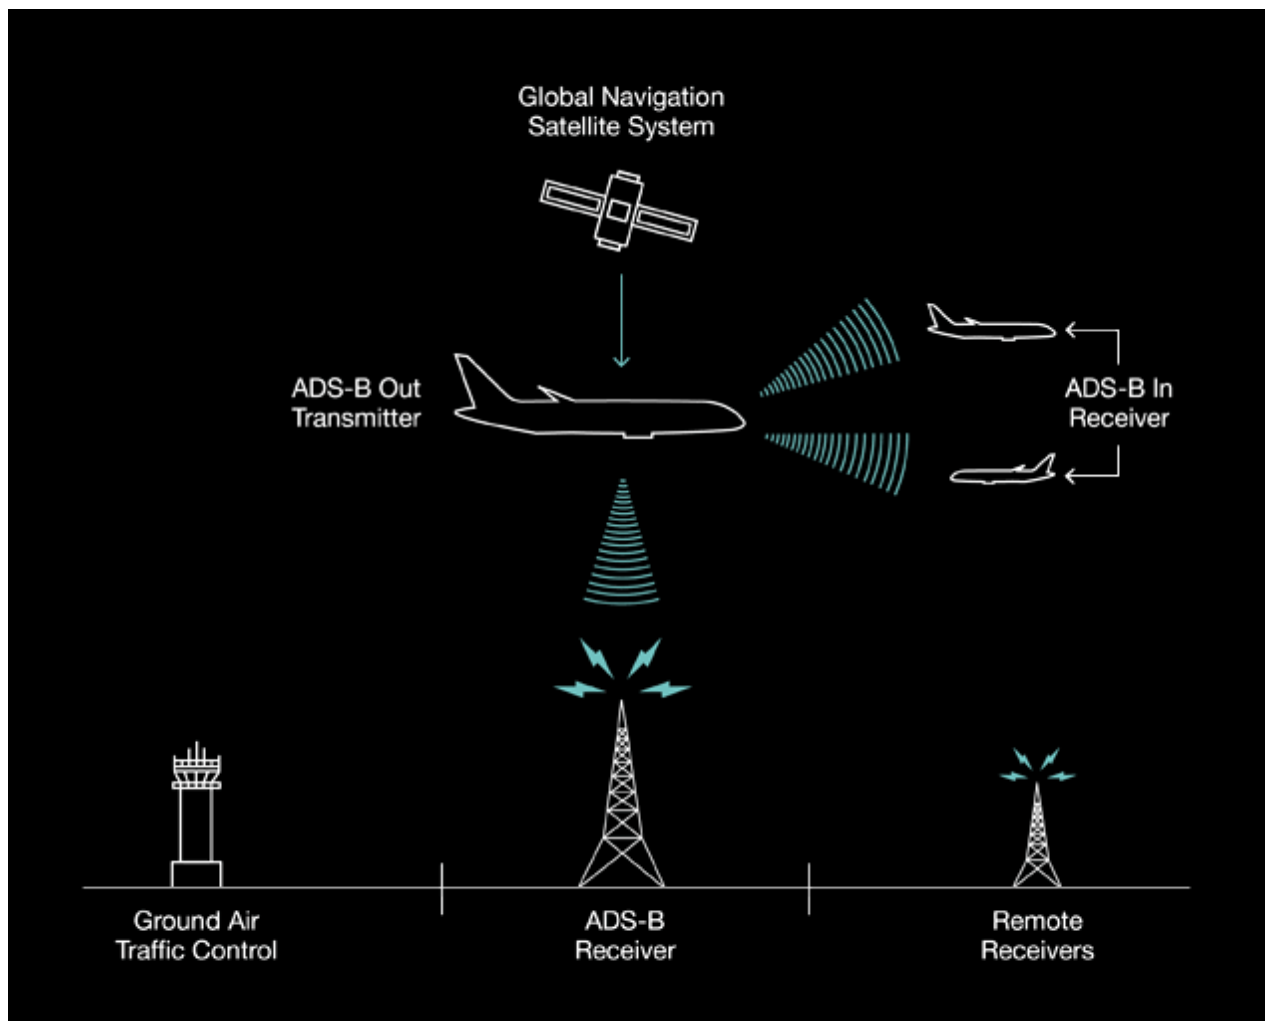 Global Navigation
Satellite System
ADS-B Out
Transmitter
ADS-B In
Receiver
Ground Air
Traffic Control
ADS-B
Receiver
Remote
Receivers